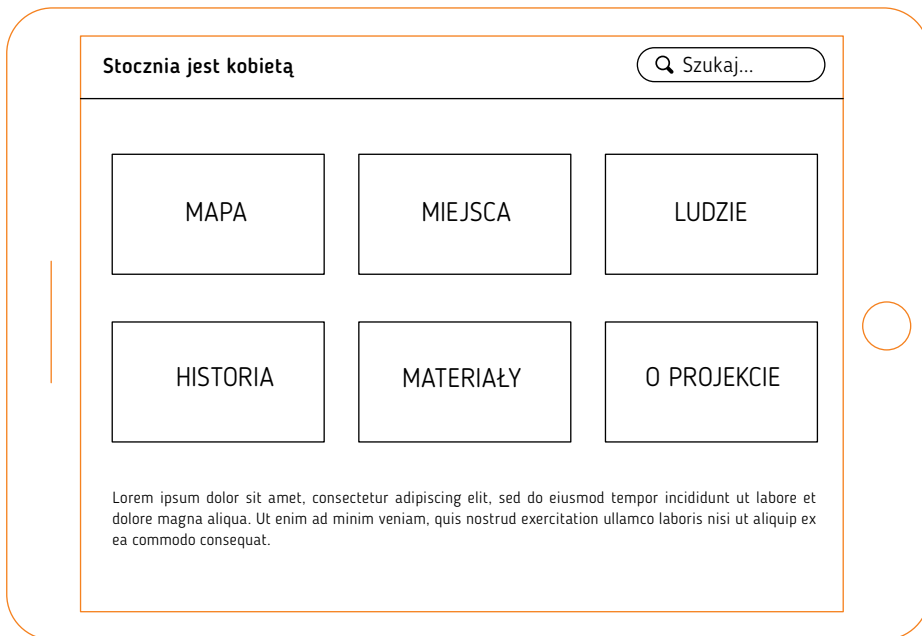 Stocznia jest kobietą
Szukaj...
MAPA
MIEJSCA
LUDZIE
HISTORIA
MATERIAŁY
O PROJEKCIE
Lorem ipsum dolor sit amet, consectetur adipiscing elit, sed do eiusmod tempor incididunt ut labore et
dolore magna aliqua. Ut enim ad minim veniam, quis nostrud exercitation ullamco laboris nisi ut aliquip ex
ea commodo consequat.